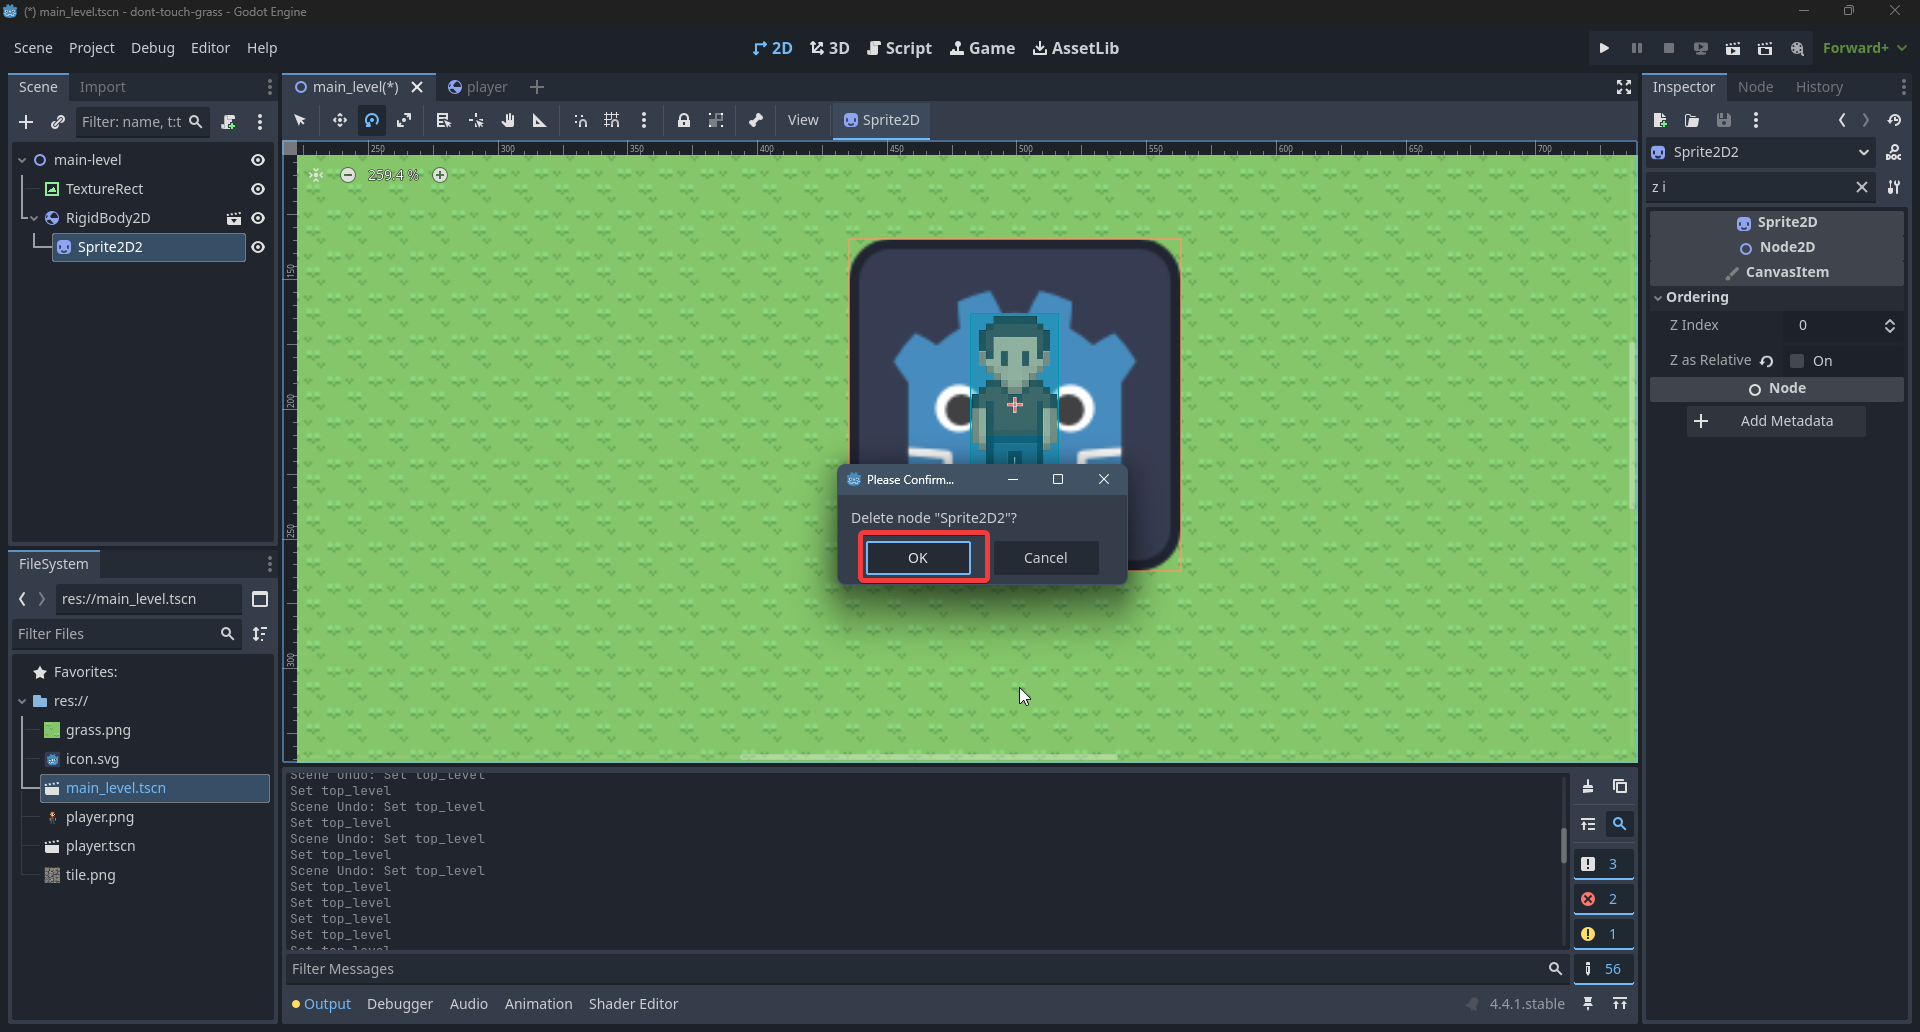 (*) main_level.tscn - dont-touch-grass - Godot Engine
Scene Project Debug Editor Help
2D 3D Script Game AssetLib
Forward+
Scene Import
Filter: name, t:t
main-level
TextureRect
RigidBody2D
Sprite2D2
FileSystem
res://main_level.tscn
Filter Files
Favorites:
res://
grass.png
icon.svg
main_level.tscn
player.png
player.tscn
tile.png
main_level(*) player
View Sprite2D
250 300 350 400 450 500 550 600 650 700
150
200
250
300
259.4 %
Please Confirm...
Delete node "Sprite2D2"?
OK Cancel
Scene Undo: Set top_level
Set top_level
Scene Undo: Set top_level
Set top_level
Scene Undo: Set top_level
Set top_level
Scene Undo: Set top_level
Set top_level
Set top_level
Set top_level
Set top_level
Set top_level
Filter Messages
3
2
1
56
Output Debugger Audio Animation Shader Editor
4.4.1.stable
Inspector Node History
Sprite2D2
z i
Sprite2D
Node2D
CanvasItem
Ordering
Z Index 0
Z as Relative On
Node
Add Metadata